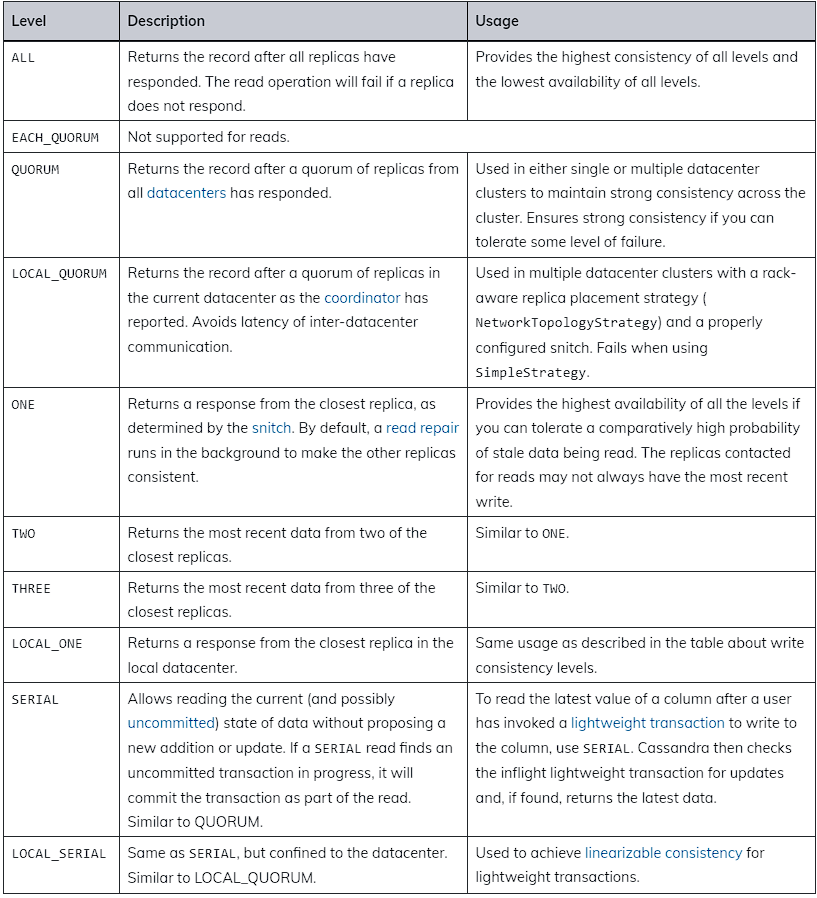 Level Description Usage
ALL Returns the record after all replicas have Provides the highest consistency of all levels and
responded. The read operation will fail if a replica the lowest availability of all levels.
does not respond.
EACH_QUORUM Not supported for reads.
QUORUM Returns the record after a quorum of replicas from Used in either single or multiple datacenter
all datacenters has responded. clusters to maintain strong consistency across the
cluster. Ensures strong consistency if you can
tolerate some level of failure.
LOCAL_QUORUM Returns the record after a quorum of replicas in Used in multiple datacenter clusters with a rack-
the current datacenter as the coordinator has aware replica placement strategy (
reported. Avoids latency of inter-datacenter NetworkTopologyStrategy) and a properly
communication. configured snitch. Fails when using
SimpleStrategy.
ONE Returns a response from the closest replica, as Provides the highest availability of all the levels if
determined by the snitch. By default, a read repair you can tolerate a comparatively high probability
runs in the background to make the other replicas of stale data being read. The replicas contacted
consistent. for reads may not always have the most recent
write.
TWO Returns the most recent data from two of the Similar to ONE.
closest replicas.
THREE Returns the most recent data from three of the Similar to TWO.
closest replicas.
LOCAL_ONE Returns a response from the closest replica in the Same usage as described in the table about write
local datacenter. consistency levels.
SERIAL Allows reading the current (and possibly To read the latest value of a column after a user
uncommitted) state of data without proposing a has invoked a lightweight transaction to write to
new addition or update. If a SERIAL read finds an the column, use SERIAL. Cassandra then checks
uncommitted transaction in progress, it will the inflight lightweight transaction for updates
commit the transaction as part of the read. and, if found, returns the latest data.
Similar to QUORUM.
LOCAL_SERIAL Same as SERIAL, but confined to the datacenter. Used to achieve linearizable consistency for
Similar to LOCAL_QUORUM. lightweight transactions.